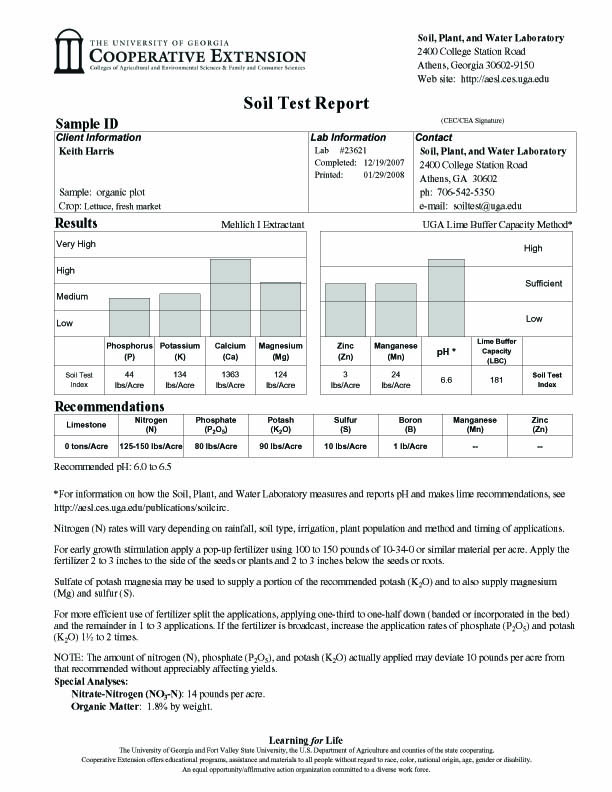 THE UNIVERSITY OF GEORGIA
COOPERATIVE EXTENSION
Colleges of Agricultural and Environmental Sciences & Family and Consumer Sciences
Soil, Plant, and Water Laboratory
2400 College Station Road
Athens, Georgia 30602-9150
Web site: http://aesl.ces.uga.edu
Soil Test Report
Sample ID
(CEC/CEA Signature)
Client Information
Keith Harris
Sample: organic plot
Crop: Lettuce, fresh market
Lab Information
Lab #23621
Completed: 12/19/2007
Printed: 01/29/2008
Contact
Soil, Plant, and Water Laboratory
2400 College Station Road
Athens, GA 30602
ph: 706-542-5350
e-mail: soiltest@uga.edu
Results Mehlich I Extractant UGA Lime Buffer Capacity Method*
Very High
High
Medium
Low
High
Sufficient
Low
Phosphorus (P) Potassium (K) Calcium (Ca) Magnesium (Mg) Zinc (Zn) Manganese (Mn) pH * Lime Buffer Capacity (LBC)
Soil Test Index 44 lbs/Acre 134 lbs/Acre 1363 lbs/Acre 124 lbs/Acre 3 lbs/Acre 24 lbs/Acre 6.6 181 Soil Test Index
Recommendations
Limestone Nitrogen (N) Phosphate (P2O5) Potash (K2O) Sulfur (S) Boron (B) Manganese (Mn) Zinc (Zn)
0 tons/Acre 125-150 lbs/Acre 80 lbs/Acre 90 lbs/Acre 10 lbs/Acre 1 lb/Acre -- --
Recommended pH: 6.0 to 6.5
*For information on how the Soil, Plant, and Water Laboratory measures and reports pH and makes lime recommendations, see
http://aesl.ces.uga.edu/publications/soilcirc.
Nitrogen (N) rates will vary depending on rainfall, soil type, irrigation, plant population and method and timing of applications.
For early growth stimulation apply a pop-up fertilizer using 100 to 150 pounds of 10-34-0 or similar material per acre. Apply the
fertilizer 2 to 3 inches to the side of the seeds or plants and 2 to 3 inches below the seeds or roots.
Sulfate of potash magnesia may be used to supply a portion of the recommended potash (K2O) and to also supply magnesium
(Mg) and sulfur (S).
For more efficient use of fertilizer split the applications, applying one-third to one-half down (banded or incorporated in the bed)
and the remainder in 1 to 3 applications. If the fertilizer is broadcast, increase the application rates of phosphate (P2O5) and potash
(K2O) 1½ to 2 times.
NOTE: The amount of nitrogen (N), phosphate (P2O5), and potash (K2O) actually applied may deviate 10 pounds per acre from
that recommended without appreciably affecting yields.
Special Analyses:
Nitrate-Nitrogen (NO3-N): 14 pounds per acre.
Organic Matter: 1.8% by weight.
Learning for Life
The University of Georgia and Fort Valley State University, the U.S. Department of Agriculture and counties of the state cooperating.
Cooperative Extension offers educational programs, assistance and materials to all people without regard to race, color, national origin, age, gender or disability.
An equal opportunity/affirmative action organization committed to a diverse work force.